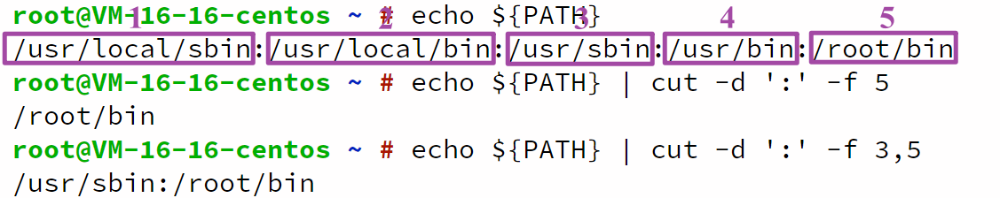 root@VM-16-16-centos ~ # echo ${PATH}
1 2 3 4 5
/usr/local/sbin:/usr/local/bin:/usr/sbin:/usr/bin:/root/bin
root@VM-16-16-centos ~ # echo ${PATH} | cut -d ':' -f 5
/root/bin
root@VM-16-16-centos ~ # echo ${PATH} | cut -d ':' -f 3,5
/usr/sbin:/root/bin